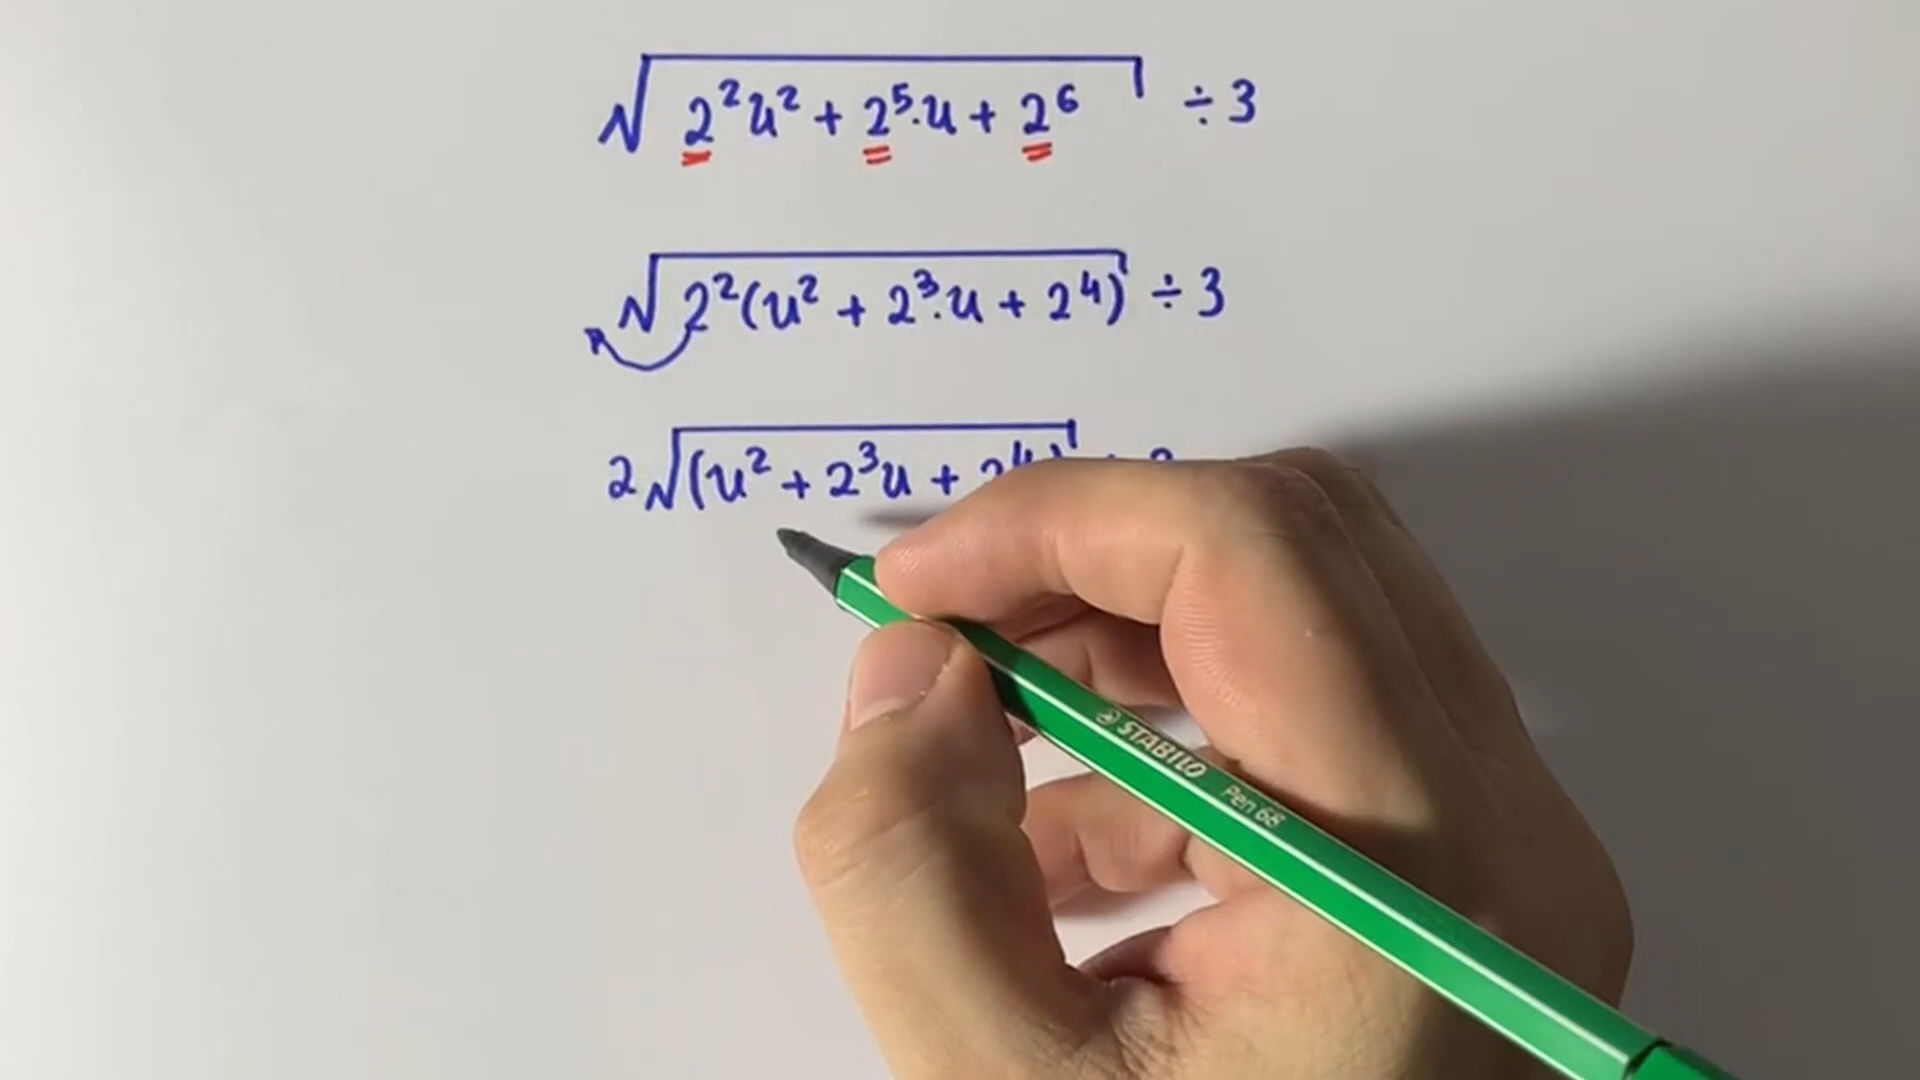 √(2²u² + 2⁵·u + 2⁶) ÷ 3
√(2²(u² + 2³·u + 2⁴)) ÷ 3
2√(u² + 2³u +
STABILO Pen 68